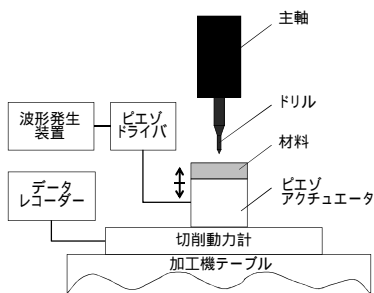 主軸
ドリル
材料
ピエゾ
アクチュエータ
波形発生
装置
ピエゾ
ドライバ
データ
レコーダー
切削動力計
加工機テーブル